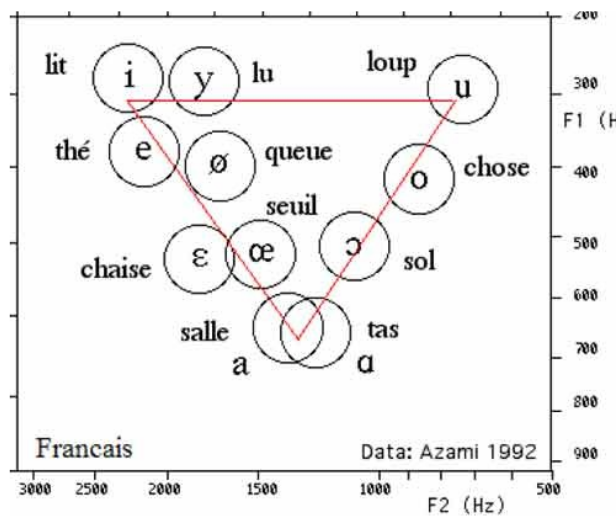 200
lit i y lu loup u
300
F1 (H
thé e ø queue o chose
400
seuil
500
chaise ɛ œ ɔ sol
600
salle tas
a ɑ
700
800
Francais Data: Azami 1992
900
3000 2500 2000 1500 1000 500
F2 (Hz)